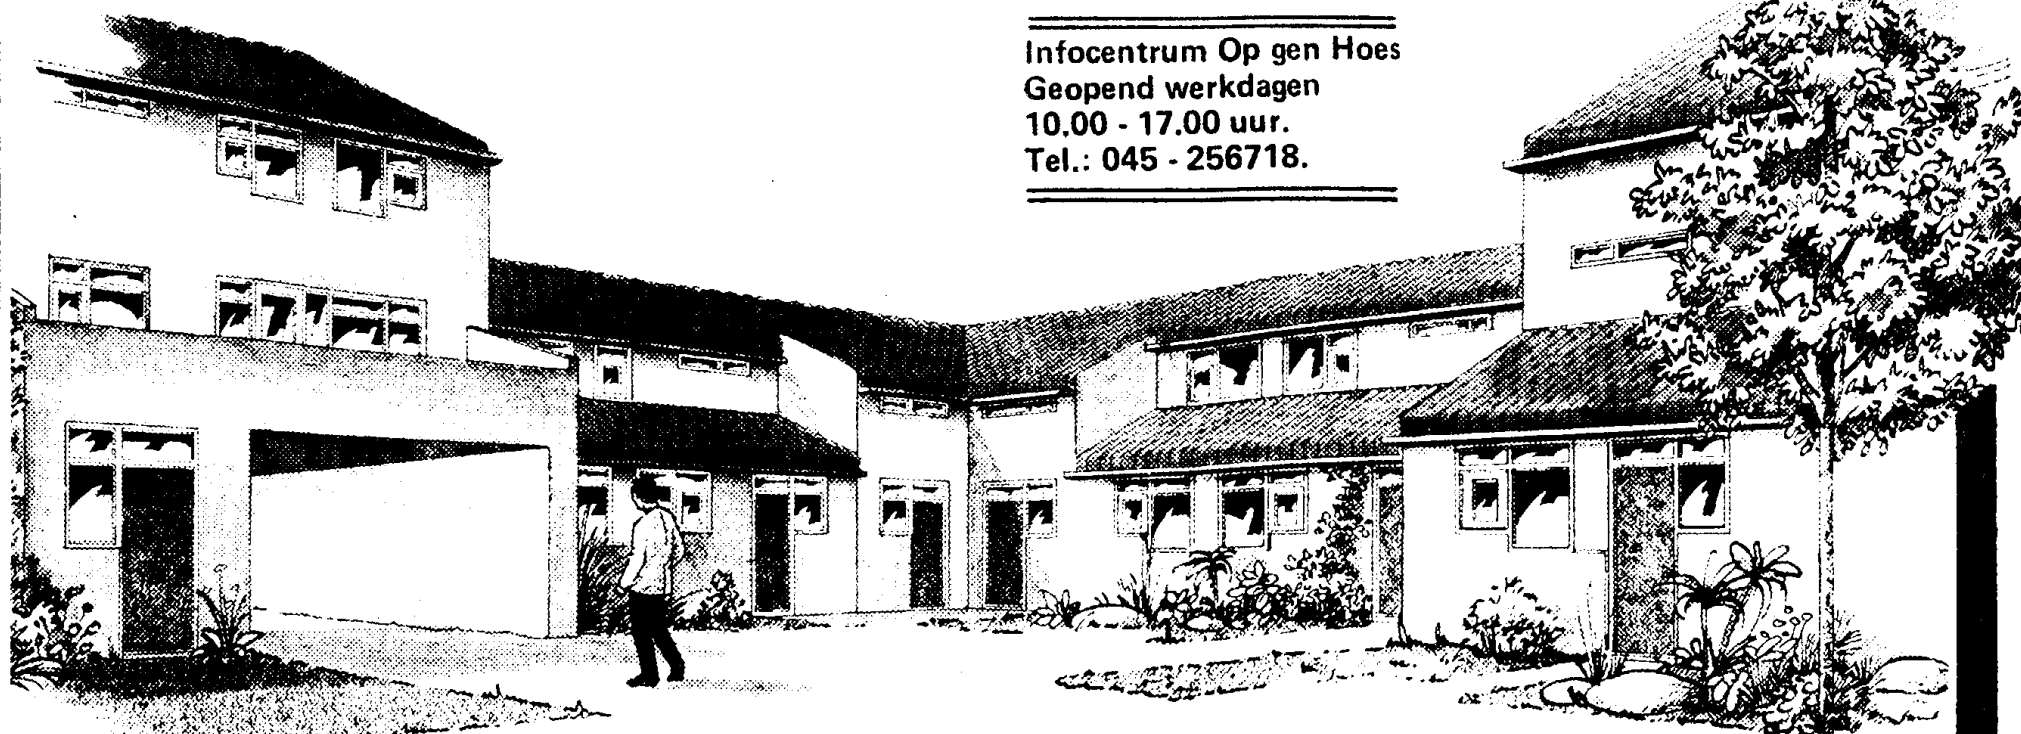 Infocentrum Op gen Hoes
Geopend werkdagen
10.00 - 17.00 uur.
Tel.: 045 - 256718.